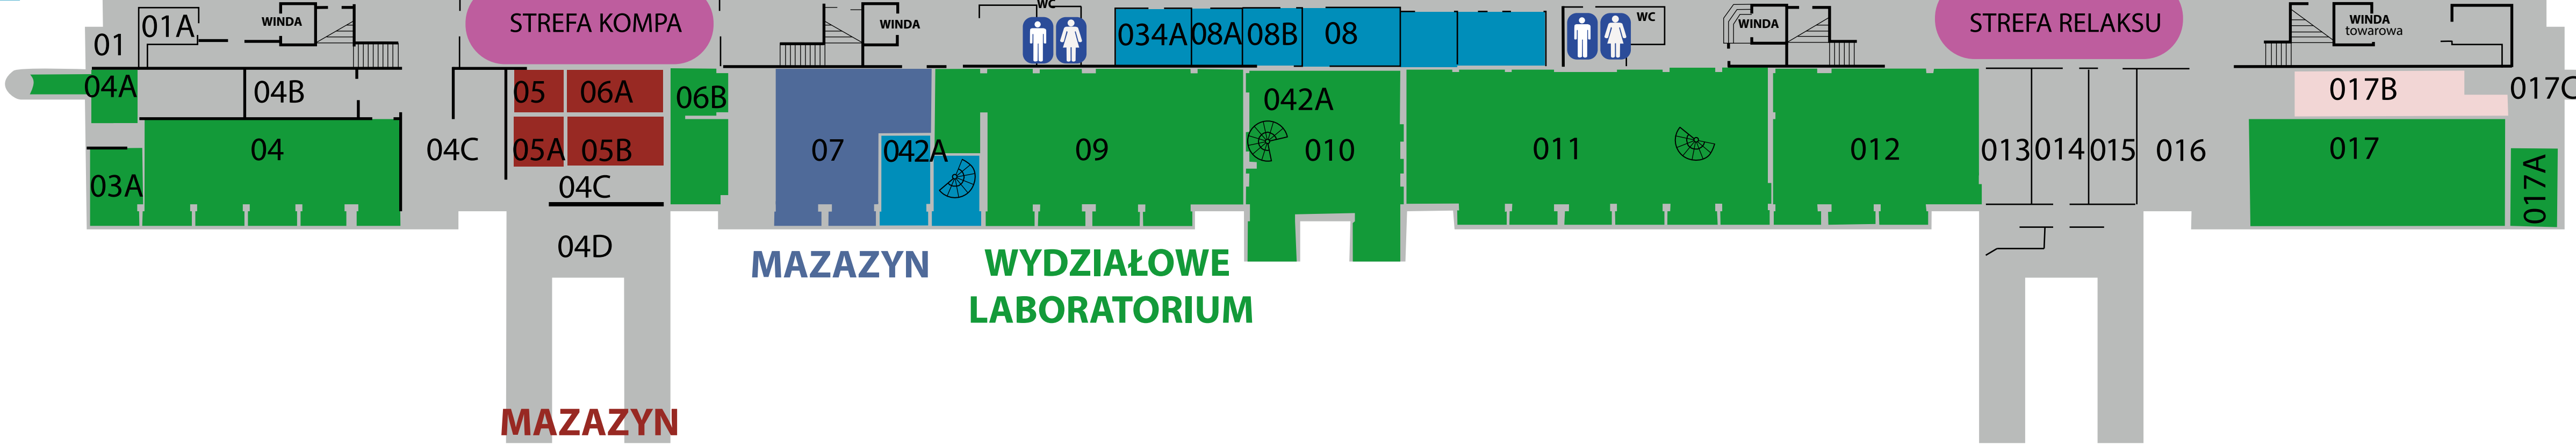 01
01A
WINDA
STREFA KOMPA
WINDA
WC
034A
08A
08B
08
WC
WINDA
STREFA RELAKSU
WINDA
towarowa
04A
04B
05
06A
06B
042A
017B
017C
04
04C
05A
05B
07
042A
09
010
011
012
013
014
015
016
017
03A
04C
017A
04D
MAZAZYN
WYDZIAŁOWE
LABORATORIUM
MAZAZYN